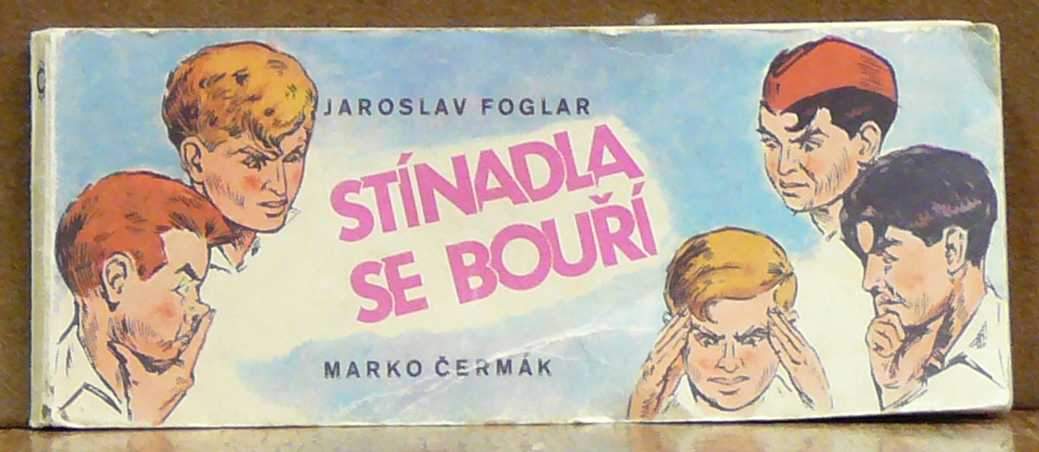 JAROSLAV FOGLAR
STÍNADLA
SE BOUŘÍ
MARKO ČERMÁK